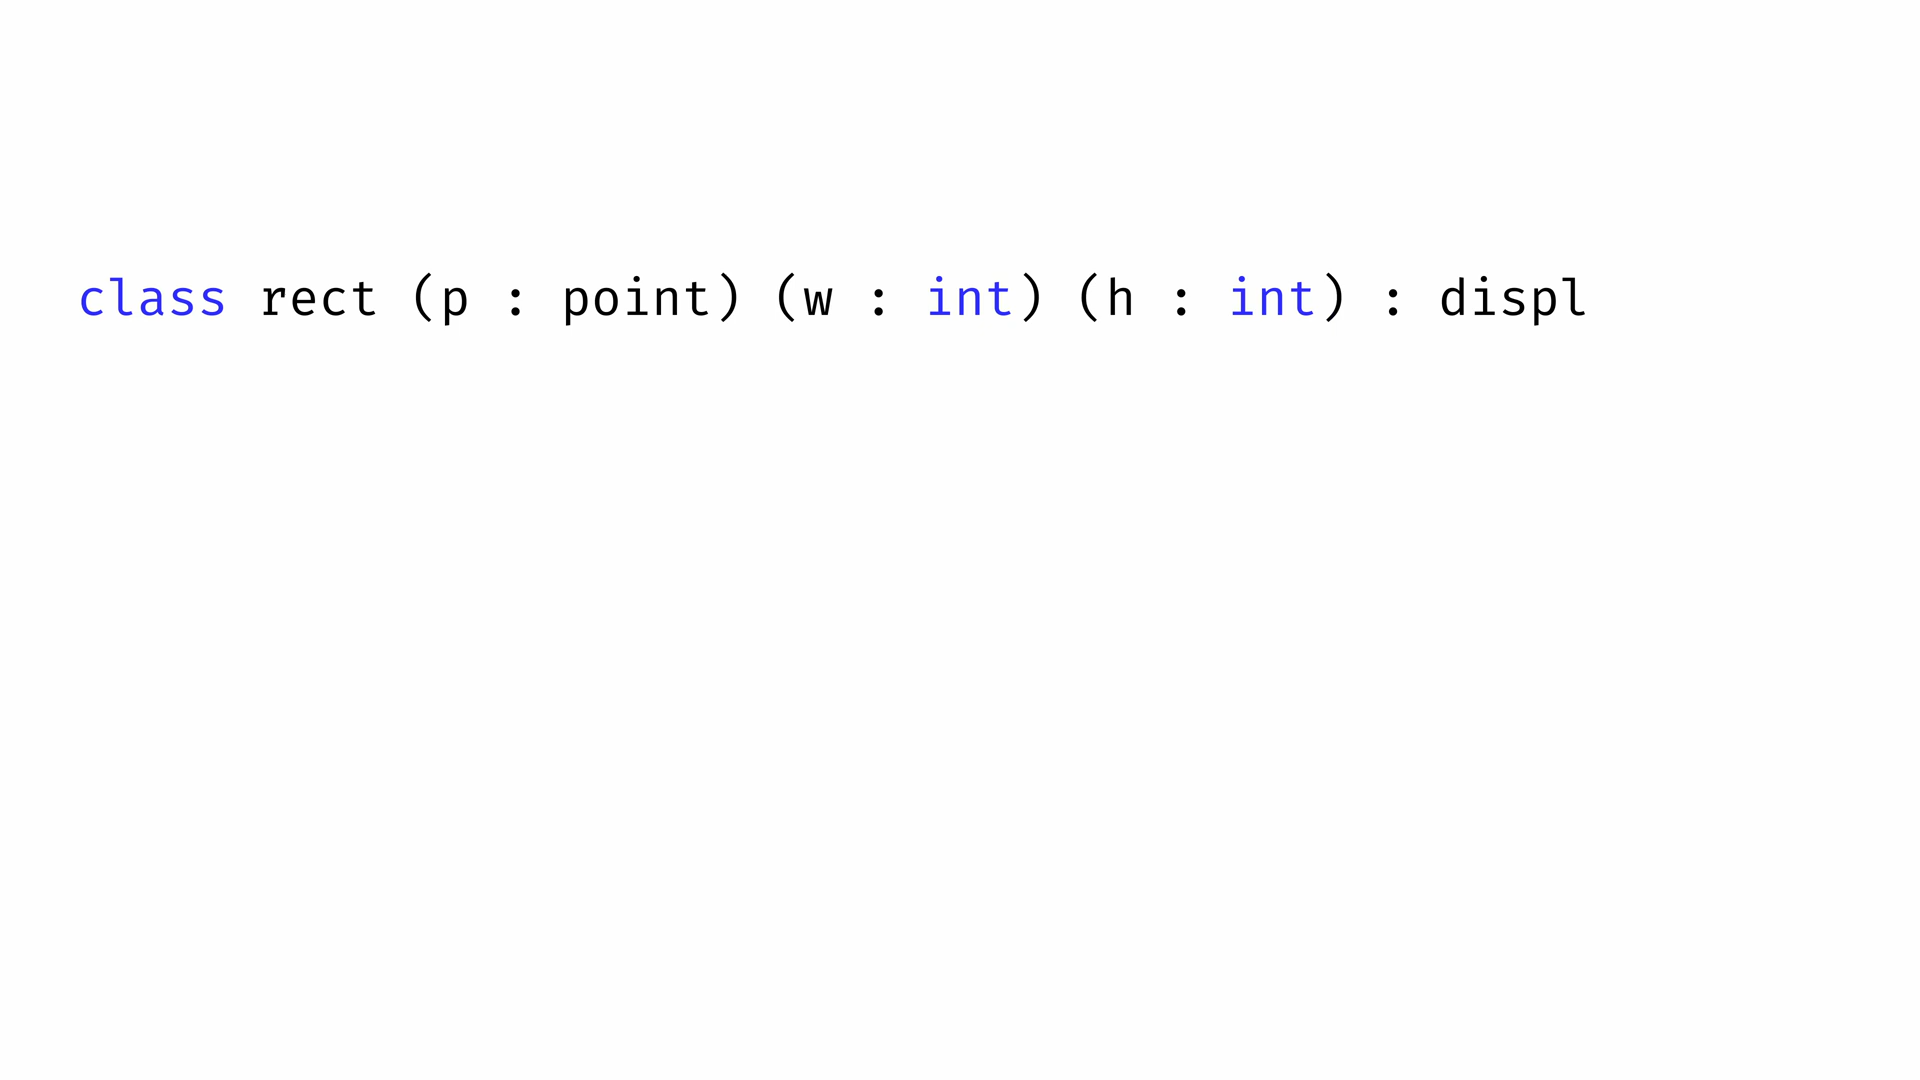 class rect (p : point) (w : int) (h : int) : displ